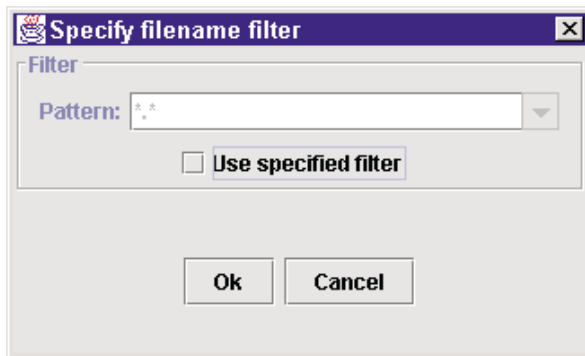 Specify filename filter
Filter
Pattern: *.*
Use specified filter
Ok Cancel